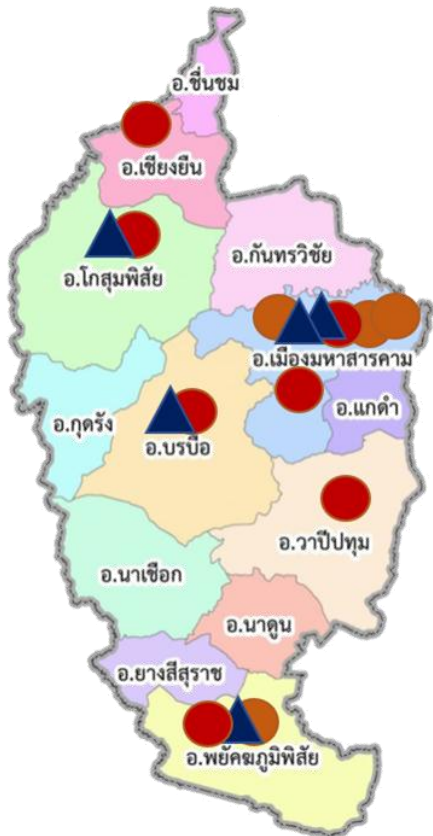 อ.ชื่นชม
อ.เชียงยืน
อ.กันทรวิชัย
อ.โกสุมพิสัย
อ.เมืองมหาสารคาม
อ.แกดำ
อ.กุดรัง
อ.บรบือ
อ.วาปีปทุม
อ.นาเชือก
อ.นาดูน
อ.ยางสีสุราช
อ.พยัคฆภูมิพิสัย